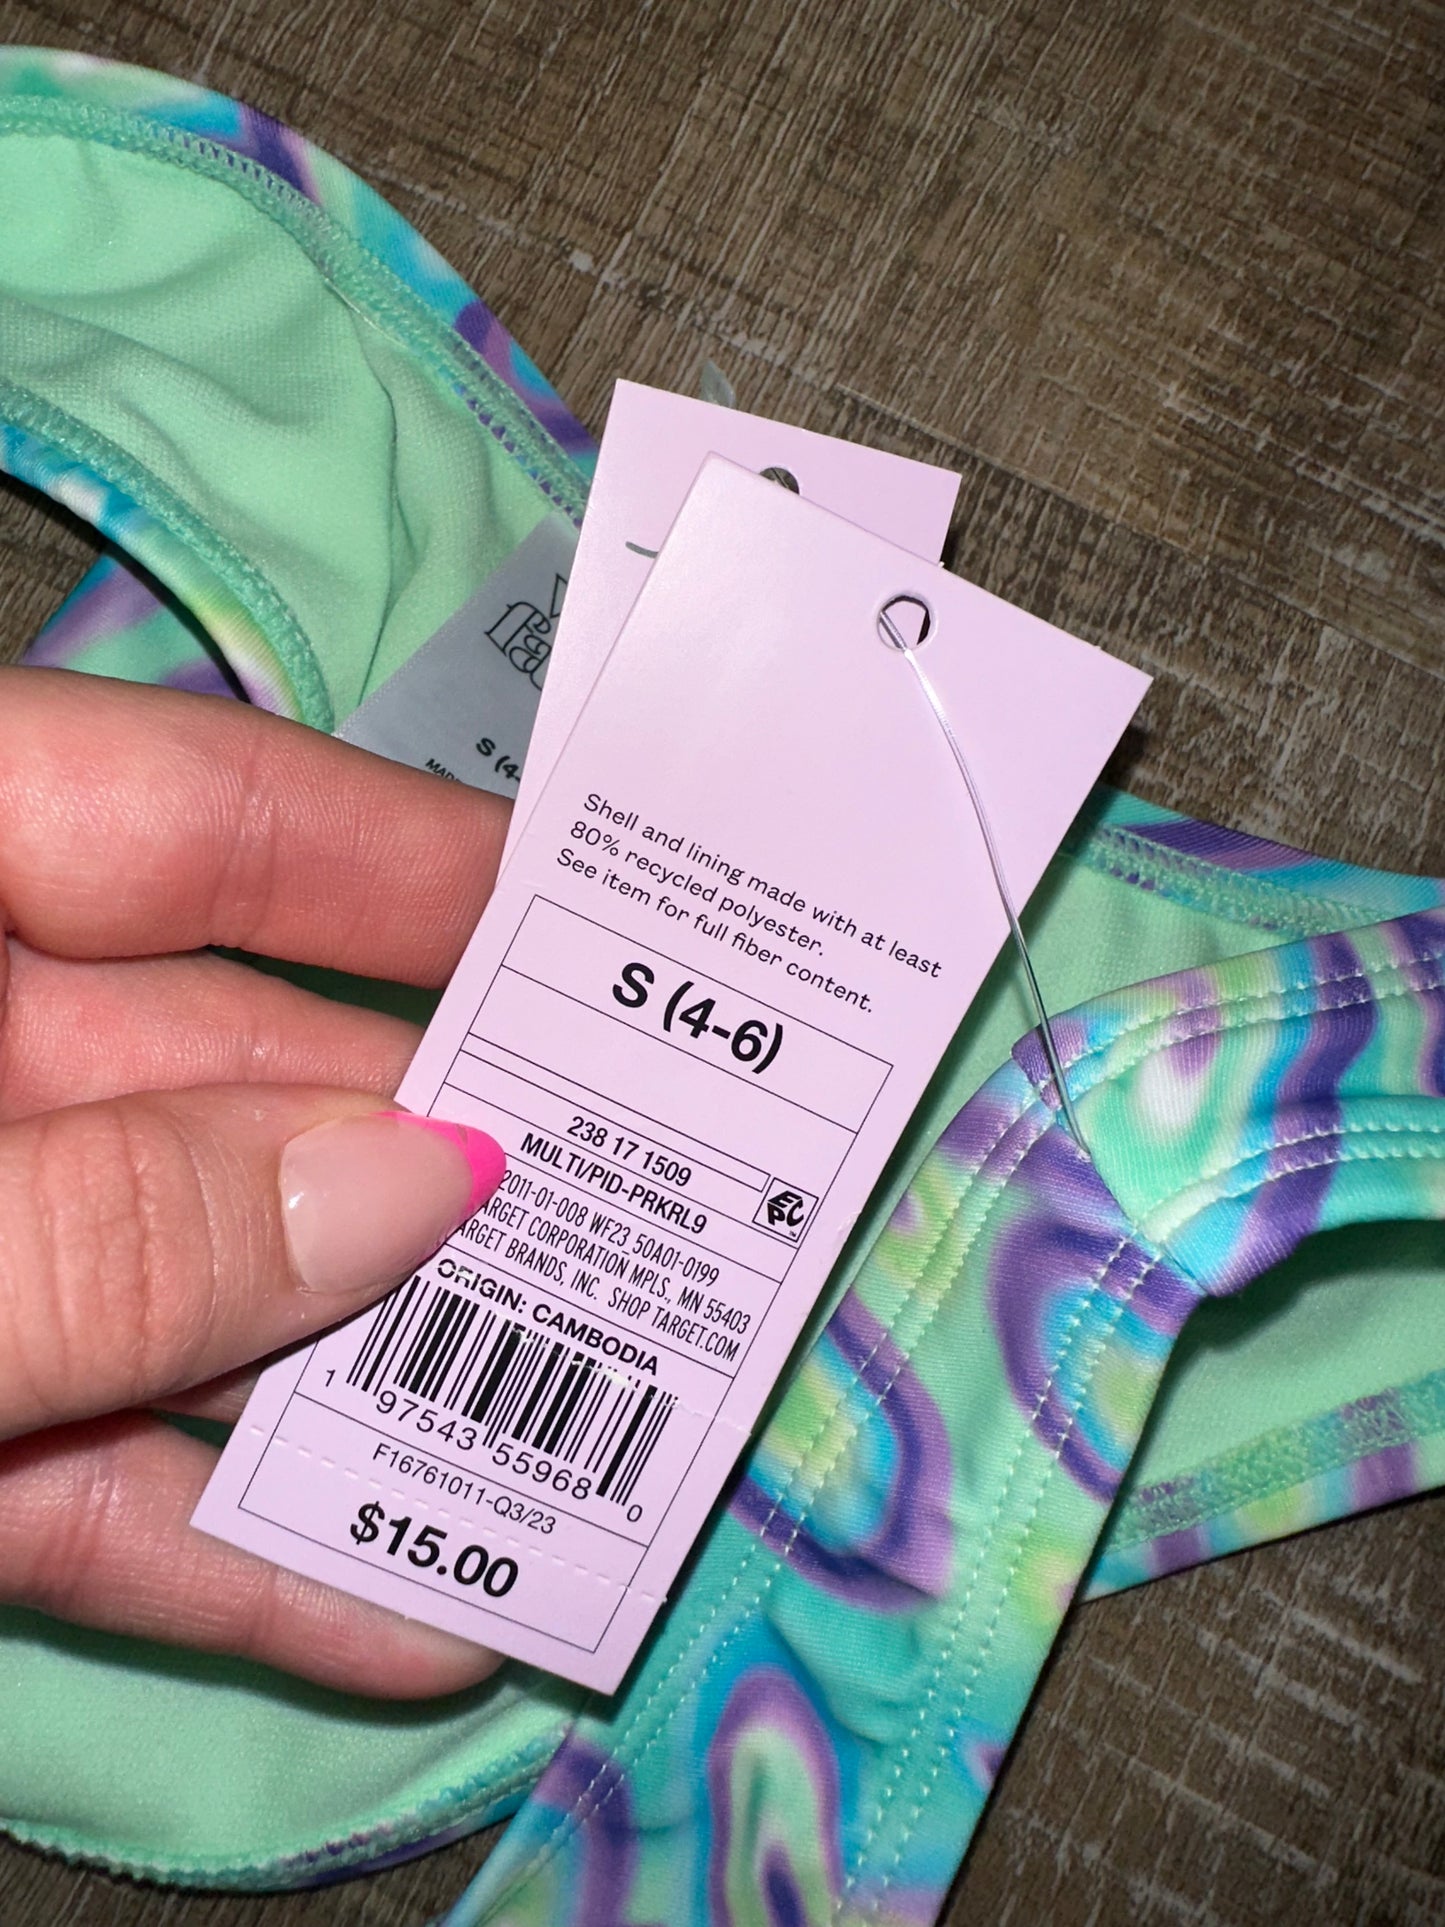 S (4-
Shell and lining made with at least
80% recycled polyester.
See item for full fiber content.
S (4-6)
238 17 1509
MULTI/PID-PRKRL9
EPC
2011-01-008 WF23_50A01-0199
TARGET CORPORATION MPLS., MN 55403
TARGET BRANDS, INC. SHOP TARGET.COM
ORIGIN: CAMBODIA
1 97543 55968 0
F16761011-Q3/23
$15.00